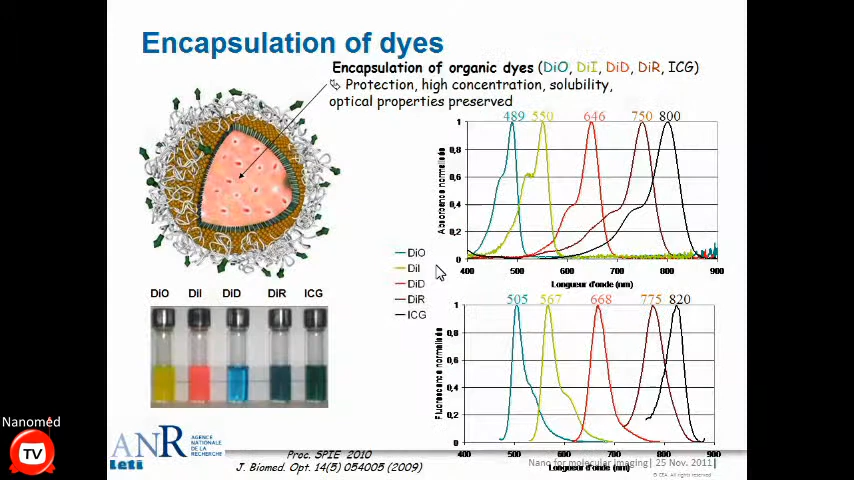 Encapsulation of dyes
Encapsulation of organic dyes (DiO, DiI, DiD, DiR, ICG)
Protection, high concentration, solubility,
optical properties preserved
489 550 646 750 800
Absorbance normalisée
1
0,8
0,6
0,4
0,2
0
400 500 600 700 800 900
Longueur d'onde (nm)
DiO
DiI
DiD
DiR
ICG
DiO DiI DiD DiR ICG
505 567 668 775 820
Fluorescence normalisée
1
0,8
0,6
0,4
0,2
0
400 500 600 700 800 900
Longueur d'onde (nm)
Nanomed
TV
ANR
AGENCE
NATIONALE
DE LA
RECHERCHE
leti
Proc. SPIE 2010
J. Biomed. Opt. 14(5) 054005 (2009)
Nano for molecular imaging | 25 Nov. 2011
© CEA. All rights reserved